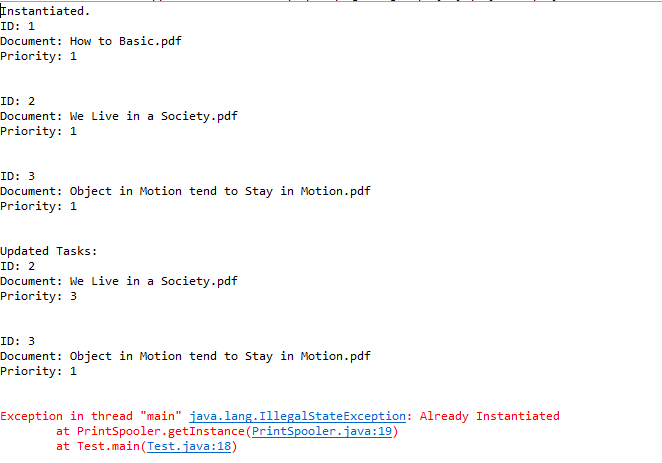 Instantiated.
ID: 1
Document: How to Basic.pdf
Priority: 1
ID: 2
Document: We Live in a Society.pdf
Priority: 1
ID: 3
Document: Object in Motion tend to Stay in Motion.pdf
Priority: 1
Updated Tasks:
ID: 2
Document: We Live in a Society.pdf
Priority: 3
ID: 3
Document: Object in Motion tend to Stay in Motion.pdf
Priority: 1
Exception in thread "main" java.lang.IllegalStateException: Already Instantiated
at PrintSpooler.getInstance(PrintSpooler.java:19)
at Test.main(Test.java:18)